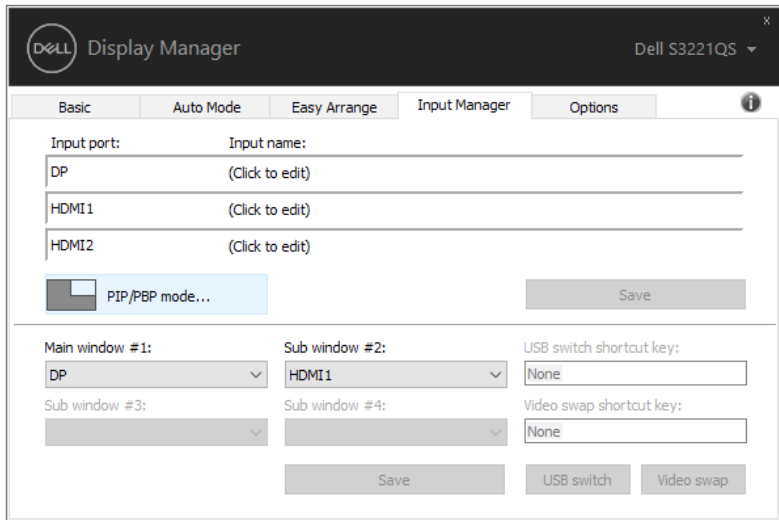 DELL Display Manager Dell S3221QS
x
Basic Auto Mode Easy Arrange Input Manager Options i
Input port: Input name:
DP (Click to edit)
HDMI1 (Click to edit)
HDMI2 (Click to edit)
PIP/PBP mode... Save
Main window #1: Sub window #2: USB switch shortcut key:
DP HDMI1 None
Sub window #3: Sub window #4: Video swap shortcut key:
None
Save USB switch Video swap